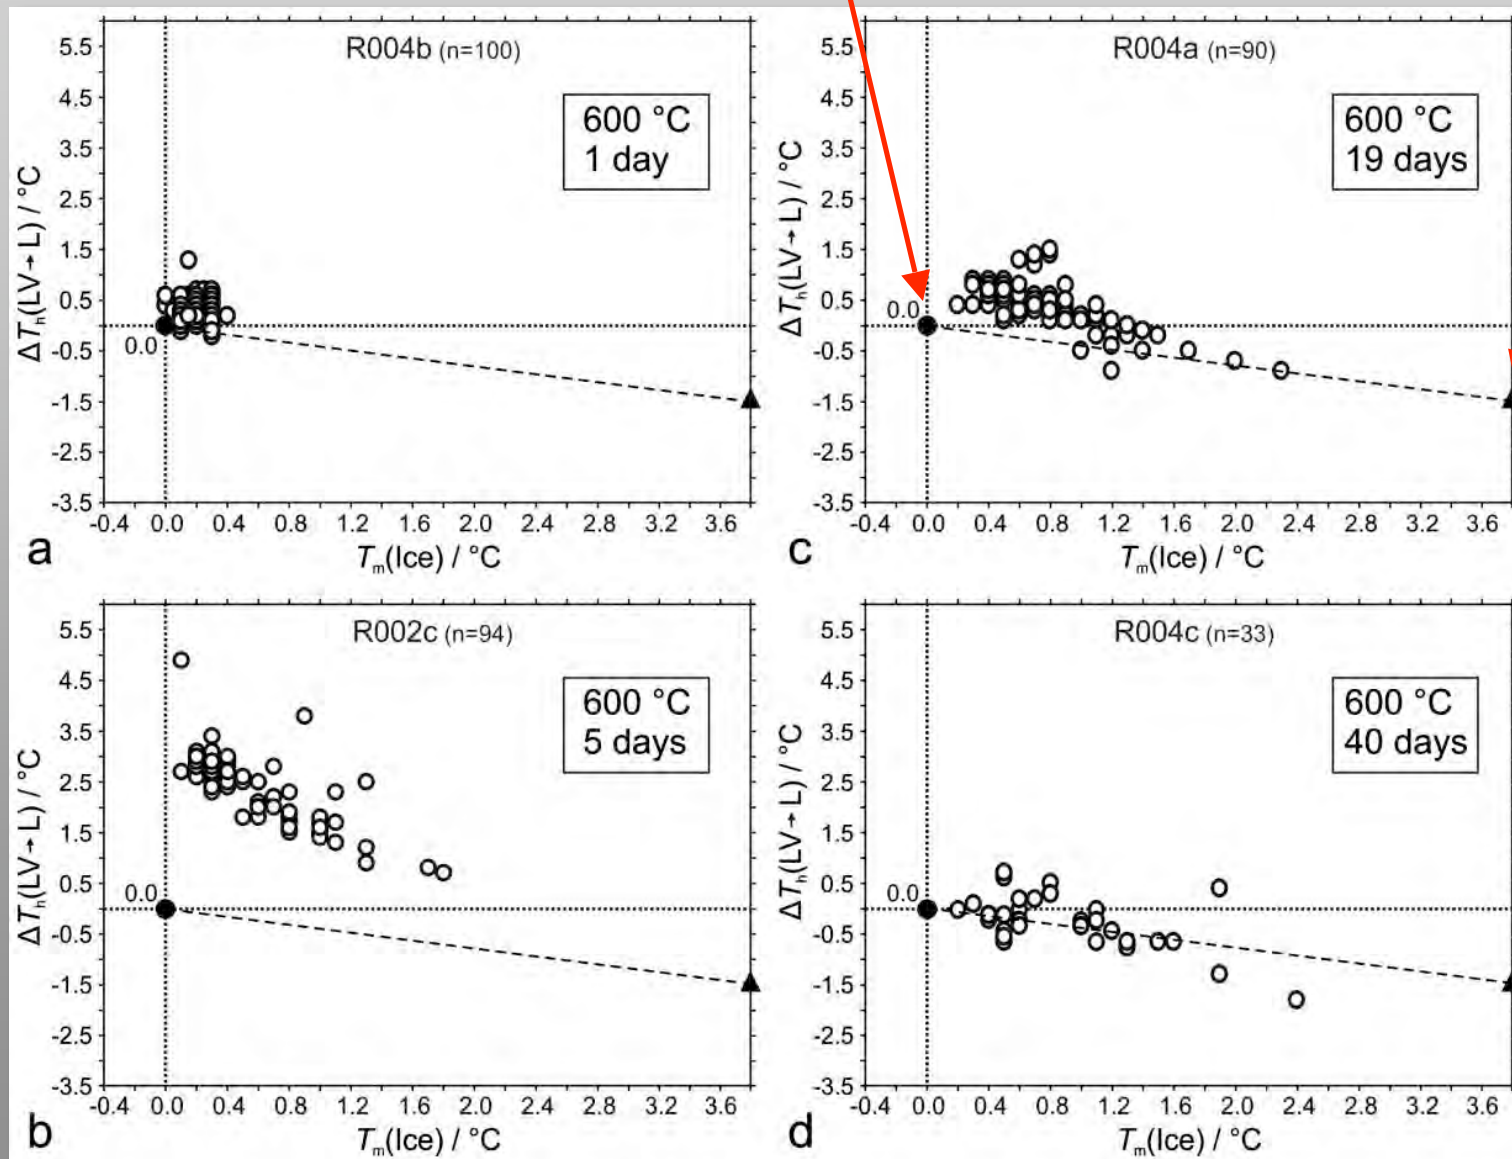 R004b (n=100)
600 °C
1 day
5.5
4.5
3.5
2.5
1.5
0.5
-0.5
-1.5
-2.5
-3.5
0.0
ΔTₕ(LV→L) / °C
-0.4 0.0 0.4 0.8 1.2 1.6 2.0 2.4 2.8 3.2 3.6
Tₘ(Ice) / °C
a
R004a (n=90)
600 °C
19 days
5.5
4.5
3.5
2.5
1.5
0.5
-0.5
-1.5
-2.5
-3.5
0.0
ΔTₕ(LV→L) / °C
-0.4 0.0 0.4 0.8 1.2 1.6 2.0 2.4 2.8 3.2 3.6
Tₘ(Ice) / °C
c
R002c (n=94)
600 °C
5 days
5.5
4.5
3.5
2.5
1.5
0.5
-0.5
-1.5
-2.5
-3.5
0.0
ΔTₕ(LV→L) / °C
-0.4 0.0 0.4 0.8 1.2 1.6 2.0 2.4 2.8 3.2 3.6
Tₘ(Ice) / °C
b
R004c (n=33)
600 °C
40 days
5.5
4.5
3.5
2.5
1.5
0.5
-0.5
-1.5
-2.5
-3.5
0.0
ΔTₕ(LV→L) / °C
-0.4 0.0 0.4 0.8 1.2 1.6 2.0 2.4 2.8 3.2 3.6
Tₘ(Ice) / °C
d